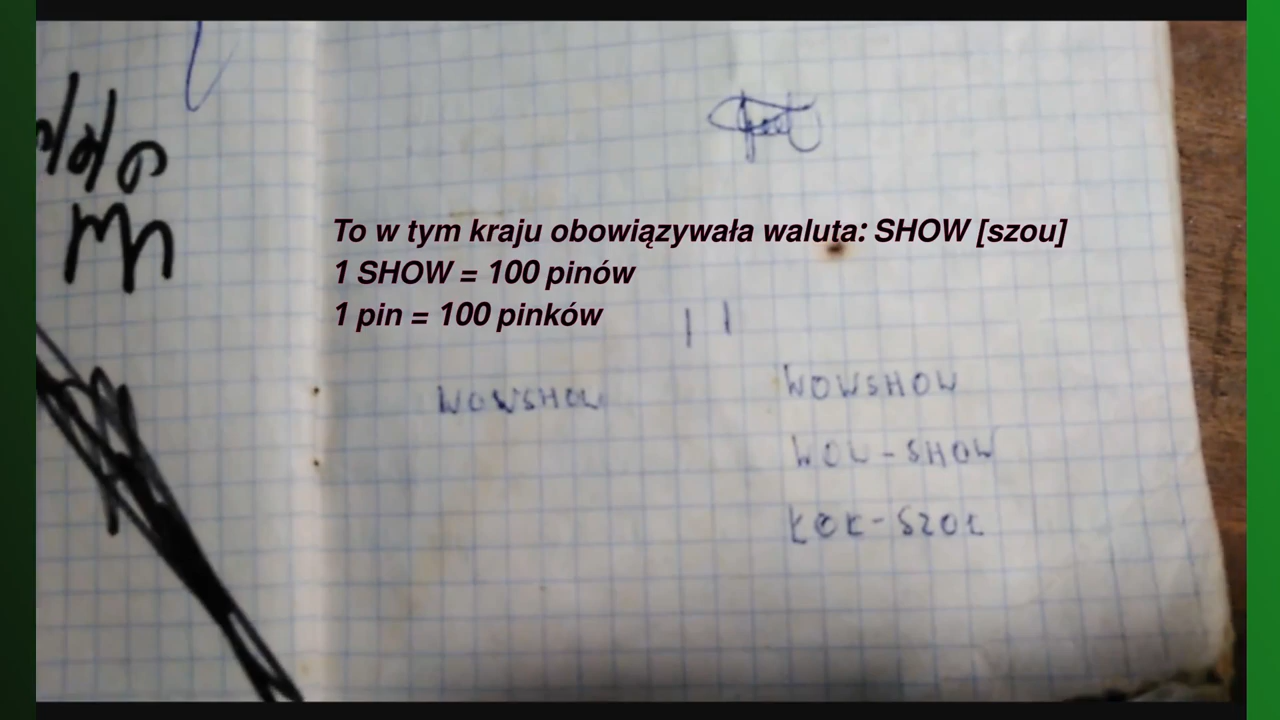 To w tym kraju obowiązywała waluta: SHOW [szou]
1 SHOW = 100 pinów
1 pin = 100 pinków
WOWSHOW
WOWSHOW
WOW-SHOW
ŁOŁ-SZOŁ